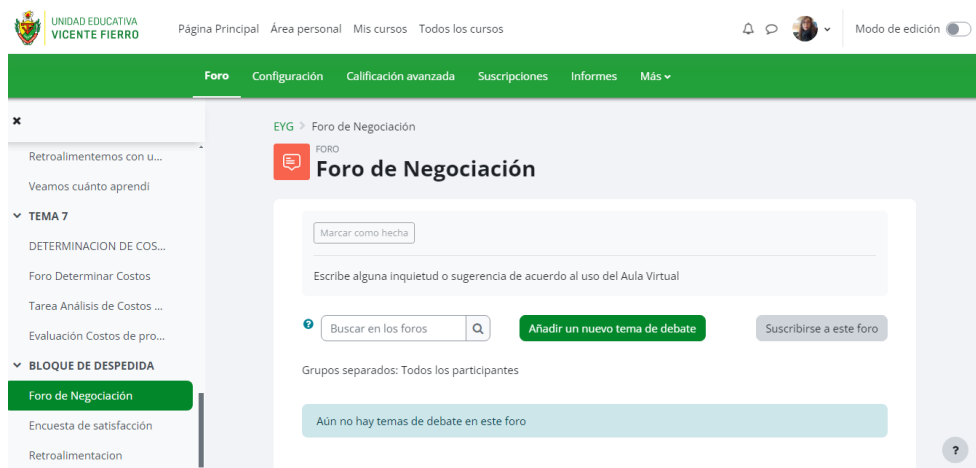 UNIDAD EDUCATIVA
VICENTE FIERRO
Página Principal Área personal Mis cursos Todos los cursos
Modo de edición
Foro Configuración Calificación avanzada Suscripciones Informes Más
EYG > Foro de Negociación
FORO
Foro de Negociación
Retroalimentemos con u...
Veamos cuánto aprendi
TEMA 7
DETERMINACION DE COS...
Foro Determinar Costos
Tarea Análisis de Costos ...
Evaluación Costos de pro...
BLOQUE DE DESPEDIDA
Foro de Negociación
Encuesta de satisfacción
Retroalimentacion
Marcar como hecha
Escribe alguna inquietud o sugerencia de acuerdo al uso del Aula Virtual
? Buscar en los foros
Añadir un nuevo tema de debate
Suscribirse a este foro
Grupos separados: Todos los participantes
Aún no hay temas de debate en este foro
?